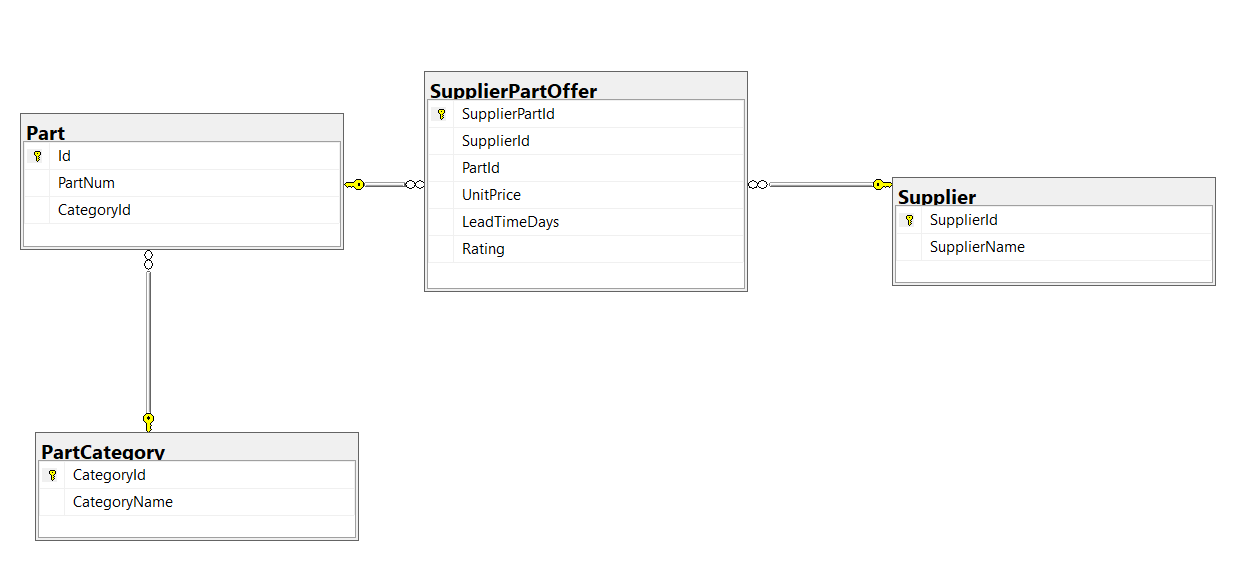 Part
Id
PartNum
CategoryId
SupplierPartOffer
SupplierPartId
SupplierId
PartId
UnitPrice
LeadTimeDays
Rating
Supplier
SupplierId
SupplierName
PartCategory
CategoryId
CategoryName